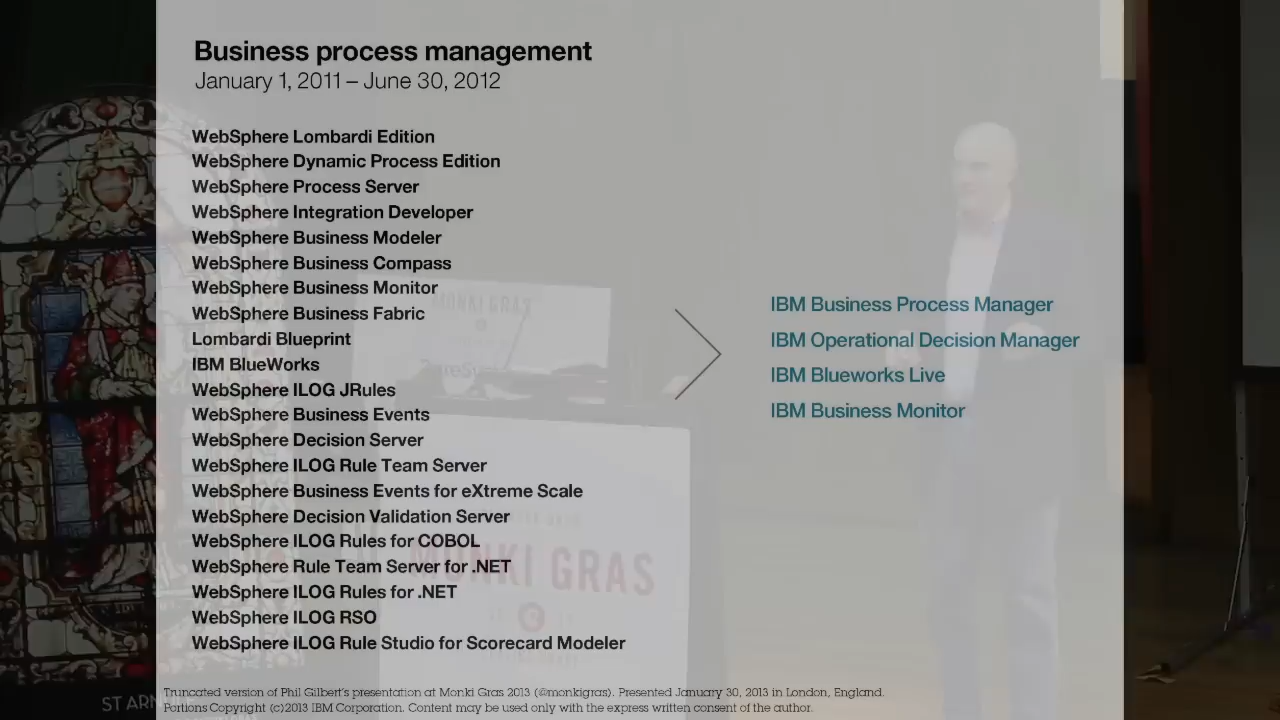 Business process management
January 1, 2011 – June 30, 2012
WebSphere Lombardi Edition
WebSphere Dynamic Process Edition
WebSphere Process Server
WebSphere Integration Developer
WebSphere Business Modeler
WebSphere Business Compass
WebSphere Business Monitor
WebSphere Business Fabric
Lombardi Blueprint
IBM BlueWorks
WebSphere ILOG JRules
WebSphere Business Events
WebSphere Decision Server
WebSphere ILOG Rule Team Server
WebSphere Business Events for eXtreme Scale
WebSphere Decision Validation Server
WebSphere ILOG Rules for COBOL
WebSphere Rule Team Server for .NET
WebSphere ILOG Rules for .NET
WebSphere ILOG RSO
WebSphere ILOG Rule Studio for Scorecard Modeler
IBM Business Process Manager
IBM Operational Decision Manager
IBM Blueworks Live
IBM Business Monitor
MONKI GRAS
MONKI GRAS
Truncated version of Phil Gilbert's presentation at Monki Gras 2013 (@monkigras). Presented January 30, 2013 in London, England.
Portions Copyright (c)2013 IBM Corporation. Content may be used only with the express written consent of the author.